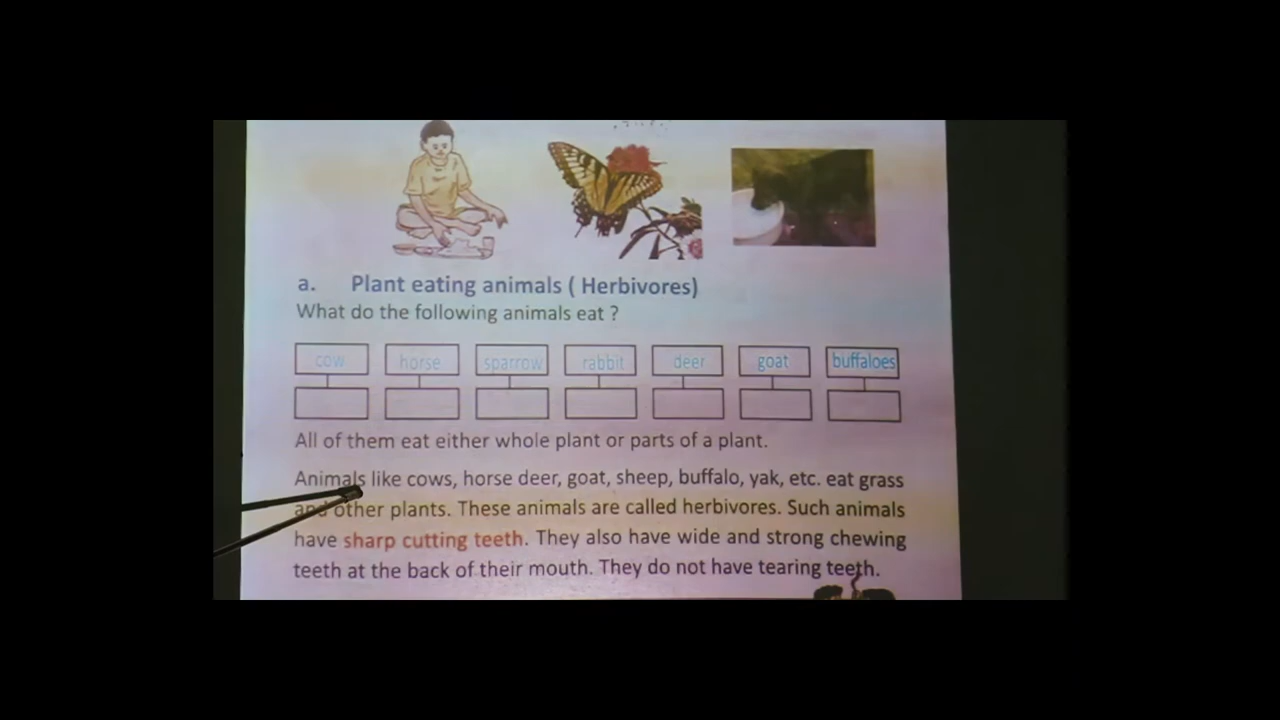 a. Plant eating animals ( Herbivores)
What do the following animals eat ?
cow horse sparrow rabbit deer goat buffaloes
All of them eat either whole plant or parts of a plant.
Animals like cows, horse deer, goat, sheep, buffalo, yak, etc. eat grass
and other plants. These animals are called herbivores. Such animals
have sharp cutting teeth. They also have wide and strong chewing
teeth at the back of their mouth. They do not have tearing teeth.